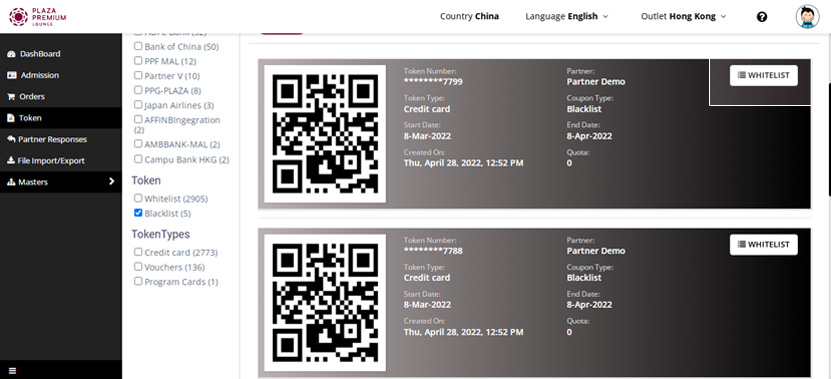 PLAZA
PREMIUM
LOUNGE
Country China
Language English
Outlet Hong Kong
DashBoard
Admission
Orders
Token
Partner Responses
File Import/Export
Masters
Bank of China (50)
PPF MAL (12)
Partner V (10)
PPG-PLAZA (8)
Japan Airlines (3)
AFFINBIngegration
(2)
AMBBANK-MAL (2)
Campu Bank HKG (2)
Token
Whitelist (2905)
Blacklist (5)
TokenTypes
Credit card (2773)
Vouchers (136)
Program Cards (1)
Token Number:
********7799
Partner:
Partner Demo
Token Type:
Credit card
Coupon Type:
Blacklist
Start Date:
8-Mar-2022
End Date:
8-Apr-2022
Created On:
Thu, April 28, 2022, 12:52 PM
Quota:
0
WHITELIST
Token Number:
********7788
Partner:
Partner Demo
Token Type:
Credit card
Coupon Type:
Blacklist
Start Date:
8-Mar-2022
End Date:
8-Apr-2022
Created On:
Thu, April 28, 2022, 12:52 PM
Quota:
0
WHITELIST